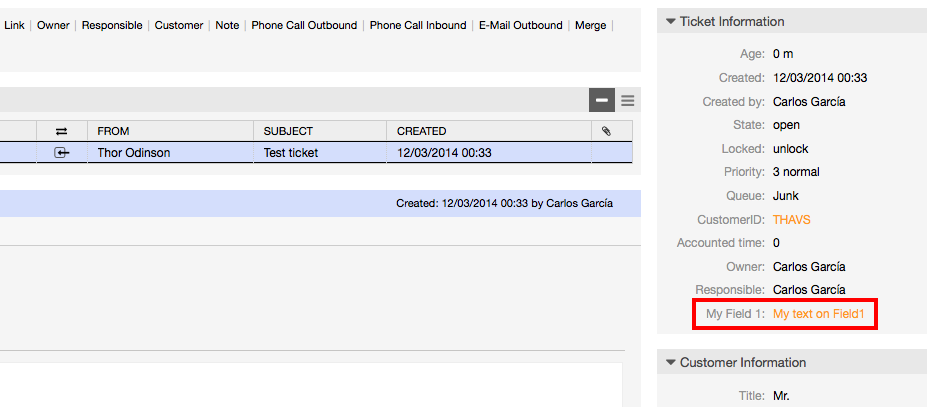 Link | Owner | Responsible | Customer | Note | Phone Call Outbound | Phone Call Inbound | E-Mail Outbound | Merge |
FROM SUBJECT CREATED
Thor Odinson Test ticket 12/03/2014 00:33
Created: 12/03/2014 00:33 by Carlos García
Ticket Information
Age: 0 m
Created: 12/03/2014 00:33
Created by: Carlos García
State: open
Locked: unlock
Priority: 3 normal
Queue: Junk
CustomerID: THAVS
Accounted time: 0
Owner: Carlos García
Responsible: Carlos García
My Field 1: My text on Field1
Customer Information
Title: Mr.